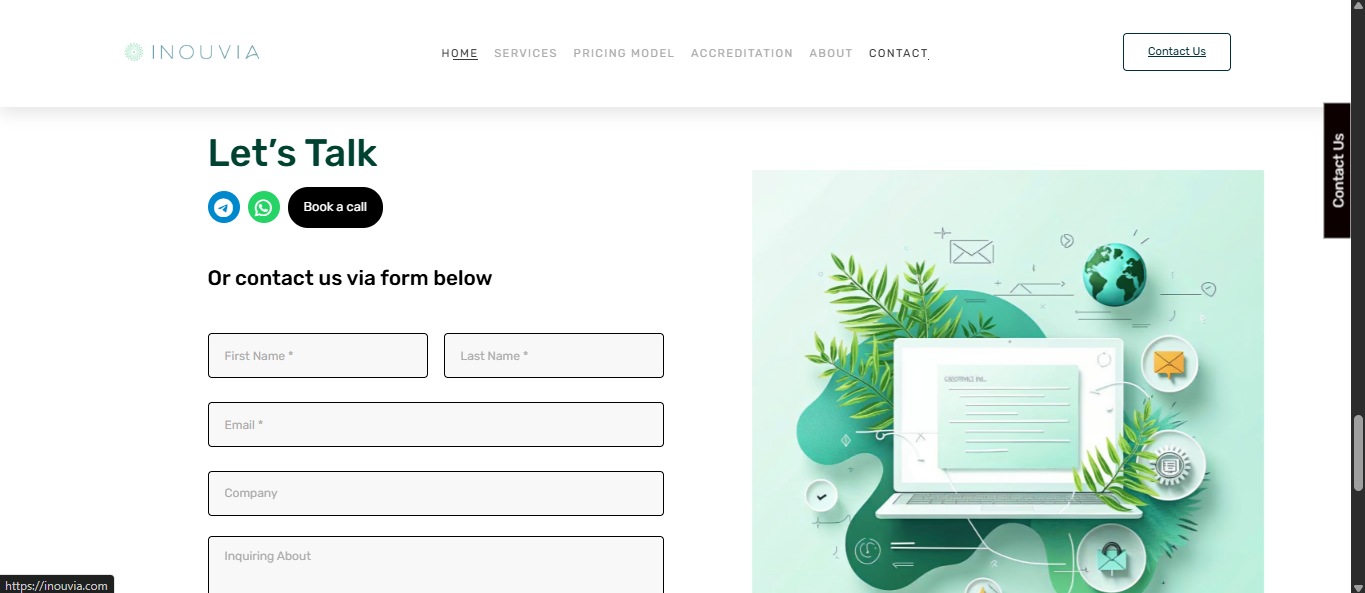 INOUVIA
HOME SERVICES PRICING MODEL ACCREDITATION ABOUT CONTACT
Contact Us
Contact Us
Let’s Talk
Book a call
Or contact us via form below
First Name * Last Name *
Email *
Company
Inquiring About
https://inouvia.com